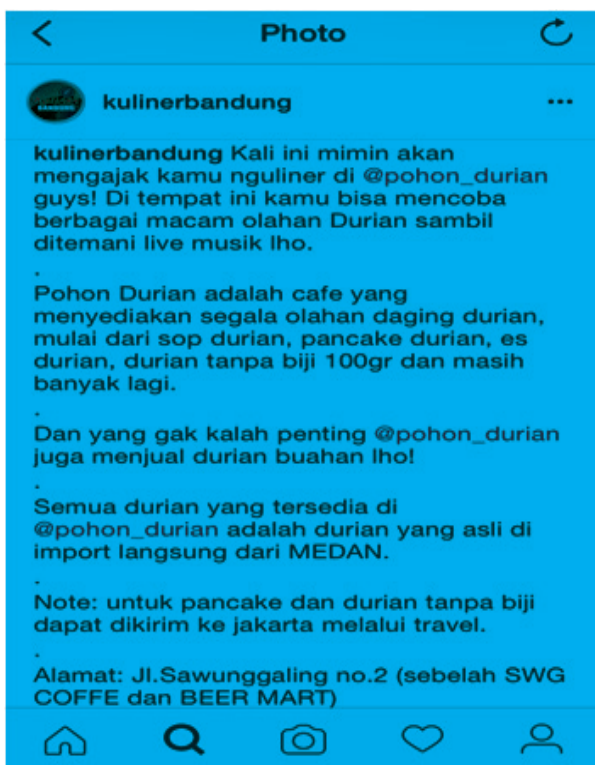 Photo
kulinerbandung
kulinerbandung Kali ini mimin akan
mengajak kamu nguliner di @pohon_durian
guys! Di tempat ini kamu bisa mencoba
berbagai macam olahan Durian sambil
ditemani live musik lho.
.
Pohon Durian adalah cafe yang
menyediakan segala olahan daging durian,
mulai dari sop durian, pancake durian, es
durian, durian tanpa biji 100gr dan masih
banyak lagi.
.
Dan yang gak kalah penting @pohon_durian
juga menjual durian buahan lho!
.
Semua durian yang tersedia di
@pohon_durian adalah durian yang asli di
import langsung dari MEDAN.
.
Note: untuk pancake dan durian tanpa biji
dapat dikirim ke jakarta melalui travel.
.
Alamat: Jl.Sawunggaling no.2 (sebelah SWG
COFFE dan BEER MART)